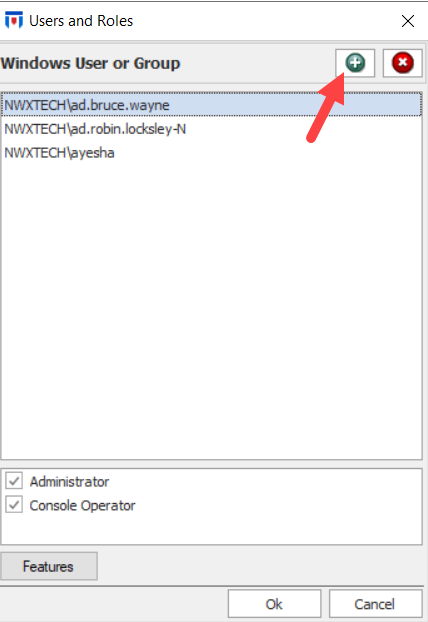 Users and Roles
Windows User or Group
NWXTECH\ad.bruce.wayne
NWXTECH\ad.robin.locksley-N
NWXTECH\ayesha
Administrator
Console Operator
Features
Ok
Cancel